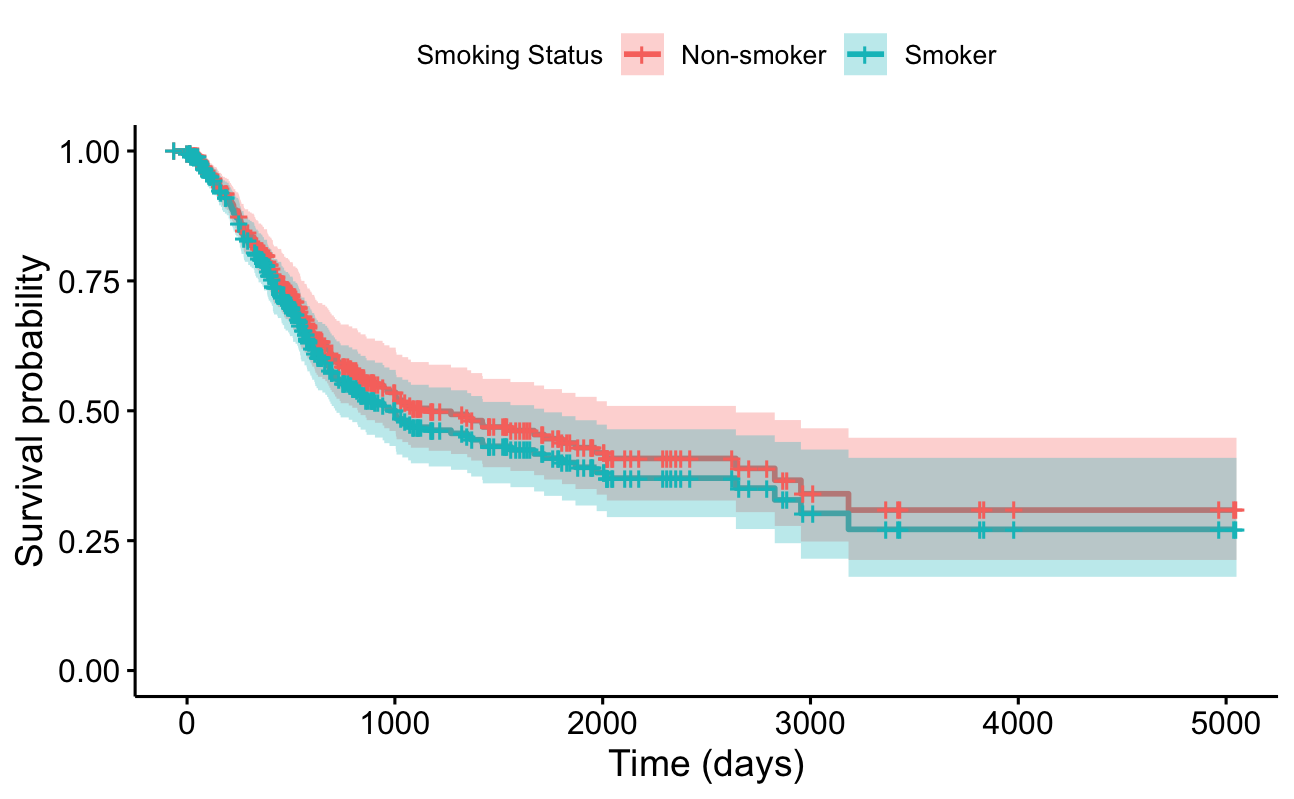 Smoking Status Non-smoker Smoker
1.00
0.75
0.50
0.25
0.00
Survival probability
0 1000 2000 3000 4000 5000
Time (days)